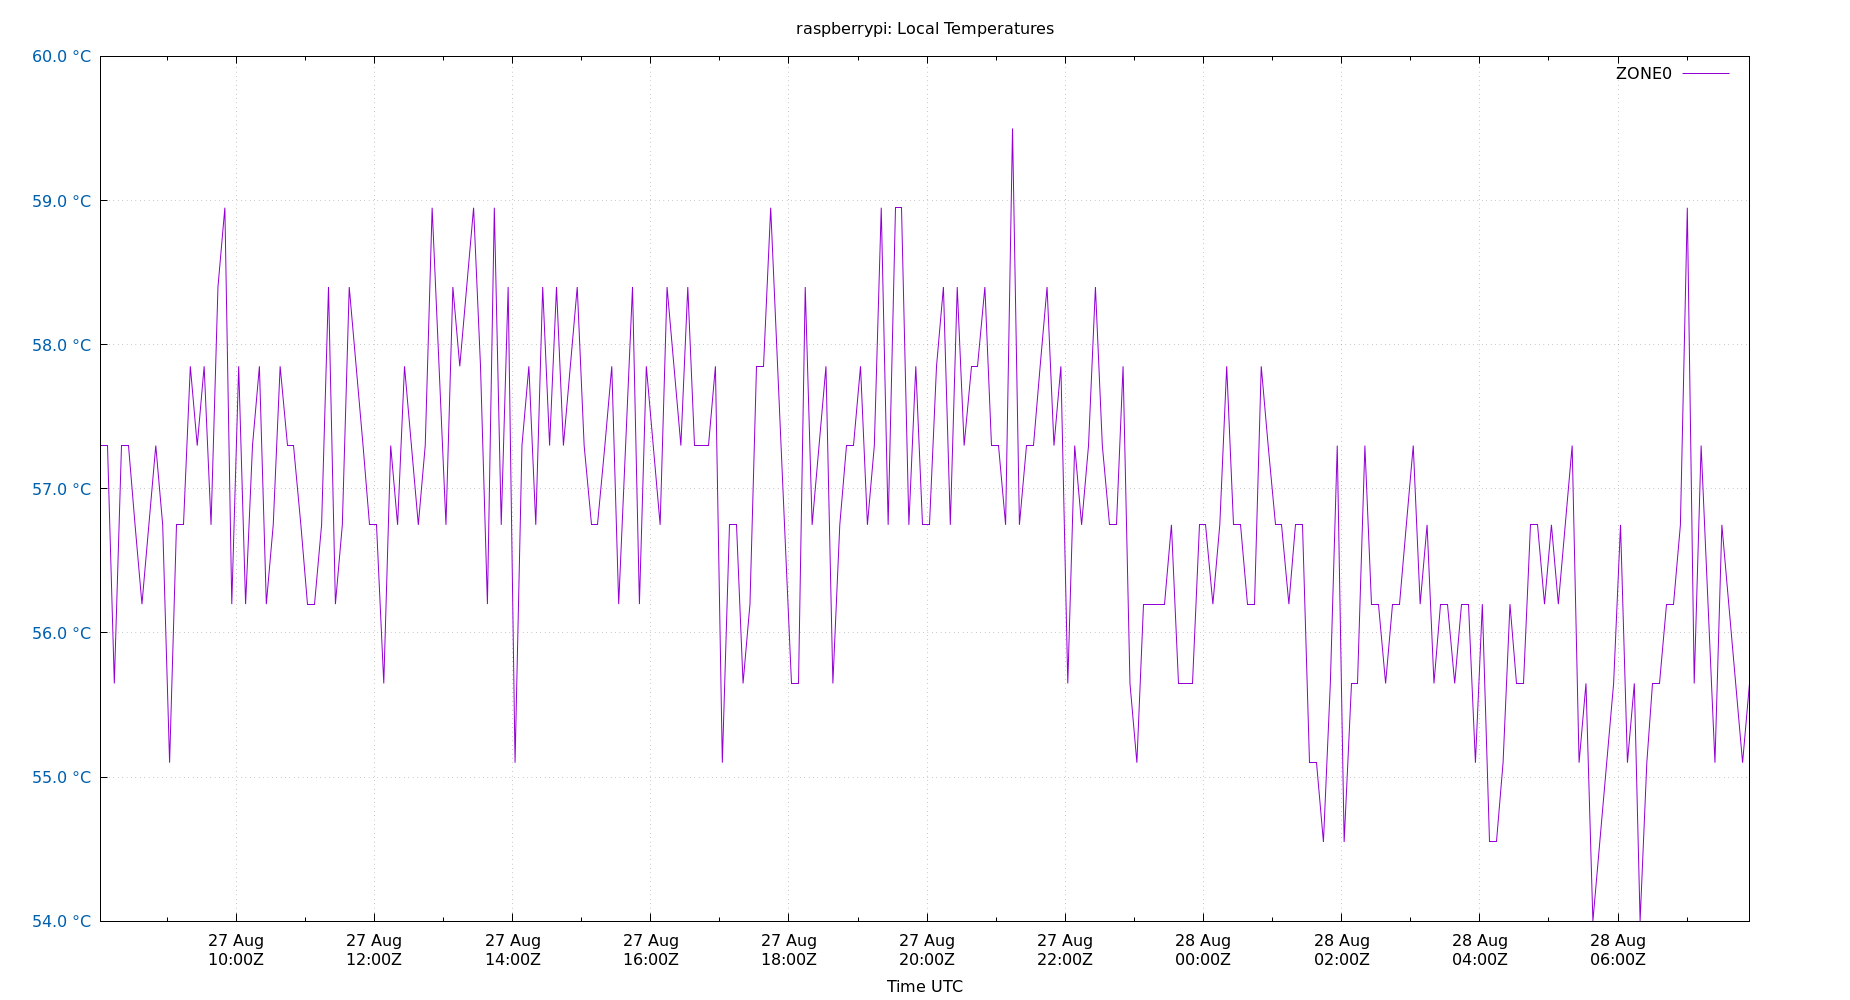 raspberrypi: Local Temperatures
60.0 °C
ZONE0
59.0 °C
58.0 °C
57.0 °C
56.0 °C
55.0 °C
54.0 °C
27 Aug 27 Aug 27 Aug 27 Aug 27 Aug 27 Aug 27 Aug 28 Aug 28 Aug 28 Aug 28 Aug
10:00Z 12:00Z 14:00Z 16:00Z 18:00Z 20:00Z 22:00Z 00:00Z 02:00Z 04:00Z 06:00Z
Time UTC